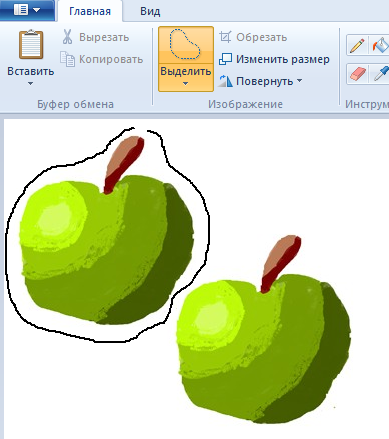 Главная Вид
Вставить
Вырезать
Копировать
Буфер обмена
Выделить
Обрезать
Изменить размер
Повернуть
Изображение
Инструм